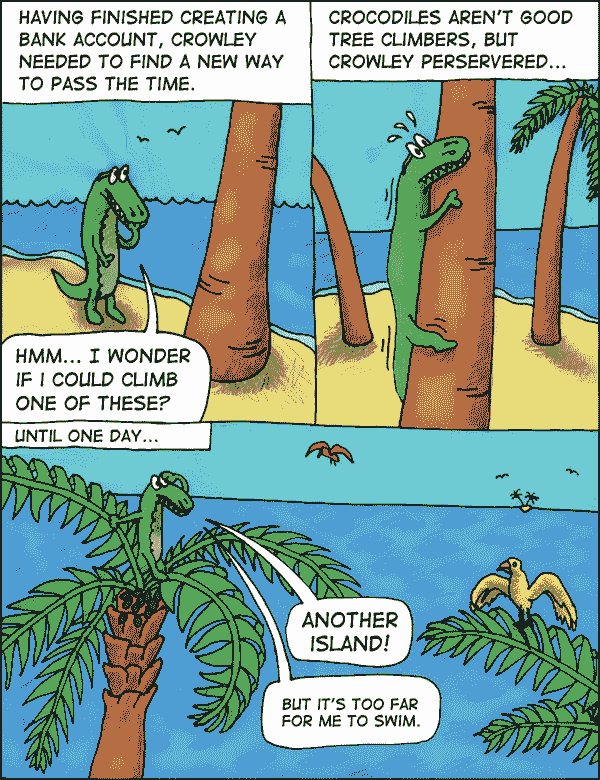 HAVING FINISHED CREATING A
BANK ACCOUNT, CROWLEY
NEEDED TO FIND A NEW WAY
TO PASS THE TIME.
HMM... I WONDER
IF I COULD CLIMB
ONE OF THESE?
CROCODILES AREN'T GOOD
TREE CLIMBERS, BUT
CROWLEY PERSERVERED...
UNTIL ONE DAY...
ANOTHER
ISLAND!
BUT IT'S TOO FAR
FOR ME TO SWIM.